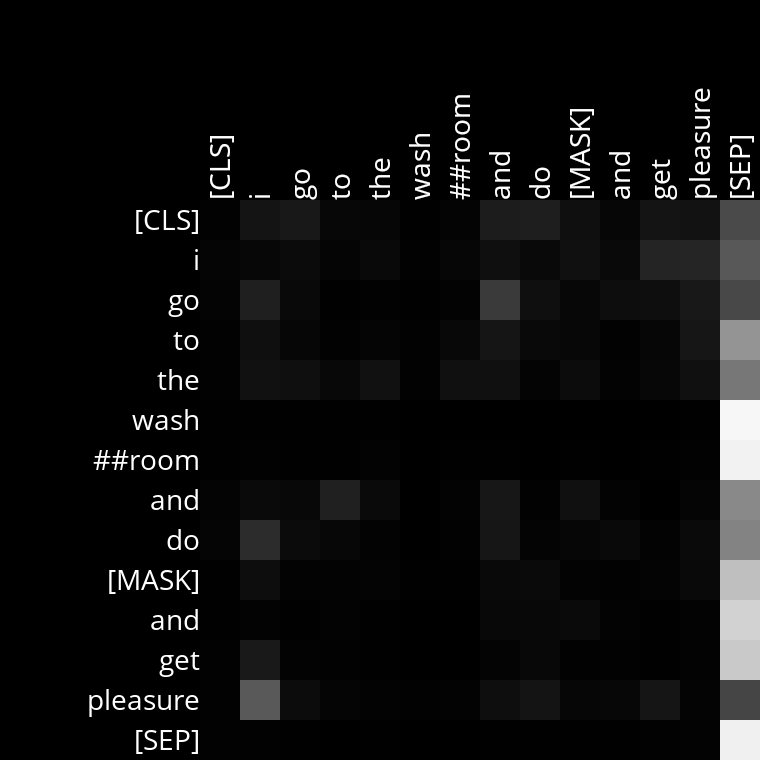 [CLS] i go to the wash ##room and do [MASK] and get pleasure [SEP]
[CLS]
i
go
to
the
wash
##room
and
do
[MASK]
and
get
pleasure
[SEP]